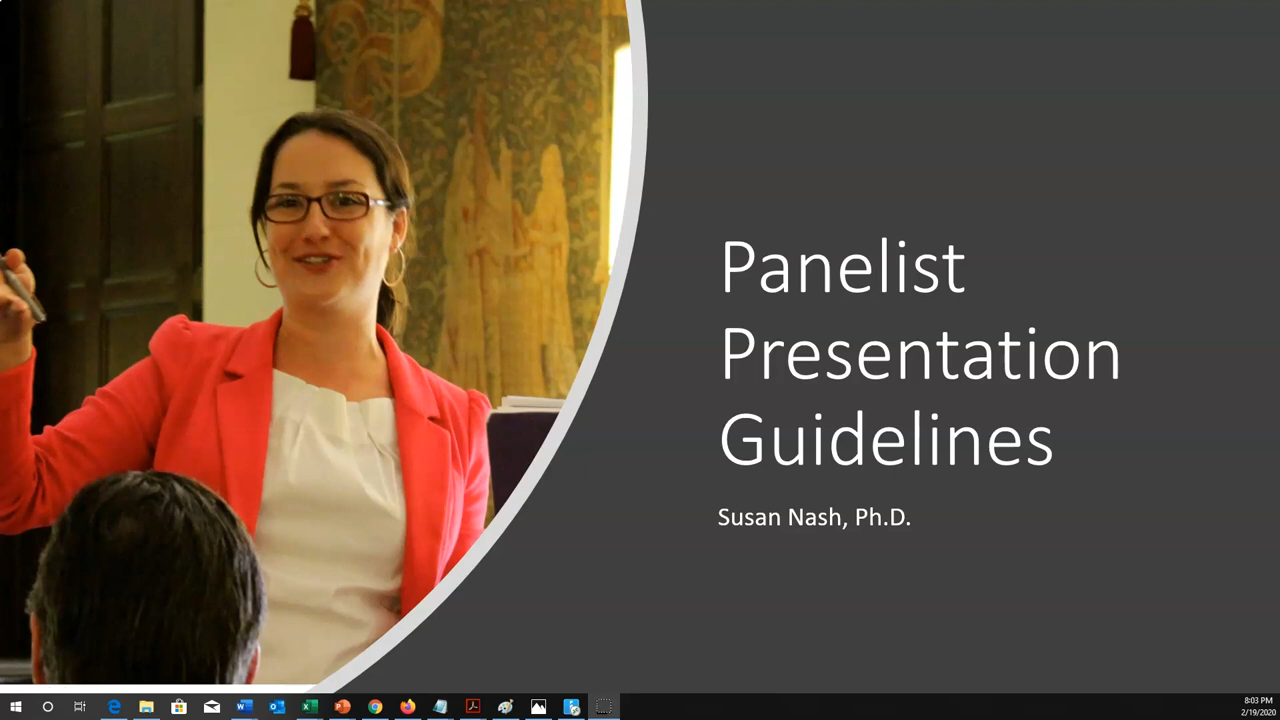 Panelist
Presentation
Guidelines
Susan Nash, Ph.D.
8:03 PM
2/19/2020